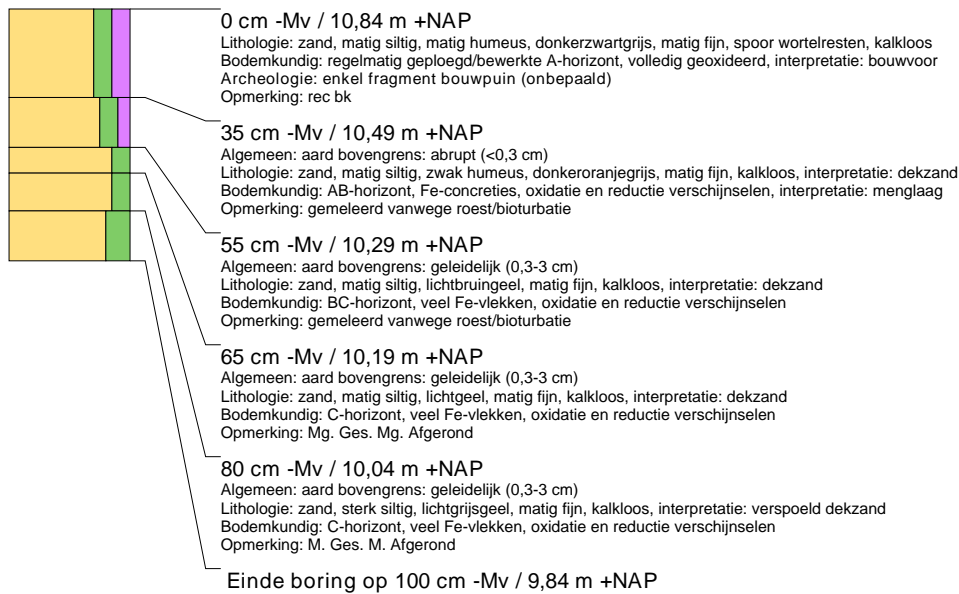 0 cm -Mv / 10,84 m +NAP
Lithologie: zand, matig siltig, matig humeus, donkerzwartgrijs, matig fijn, spoor wortelresten, kalkloos
Bodemkundig: regelmatig geploegd/bewerkte A-horizont, volledig geoxideerd, interpretatie: bouwvoor
Archeologie: enkel fragment bouwpuin (onbepaald)
Opmerking: rec bk
35 cm -Mv / 10,49 m +NAP
Algemeen: aard bovengrens: abrupt (<0,3 cm)
Lithologie: zand, matig siltig, zwak humeus, donkeroranjegrijs, matig fijn, kalkloos, interpretatie: dekzand
Bodemkundig: AB-horizont, Fe-concreties, oxidatie en reductie verschijnselen, interpretatie: menglaag
Opmerking: gemeleerd vanwege roest/bioturbatie
55 cm -Mv / 10,29 m +NAP
Algemeen: aard bovengrens: geleidelijk (0,3-3 cm)
Lithologie: zand, matig siltig, lichtbruingeel, matig fijn, kalkloos, interpretatie: dekzand
Bodemkundig: BC-horizont, veel Fe-vlekken, oxidatie en reductie verschijnselen
Opmerking: gemeleerd vanwege roest/bioturbatie
65 cm -Mv / 10,19 m +NAP
Algemeen: aard bovengrens: geleidelijk (0,3-3 cm)
Lithologie: zand, matig siltig, lichtgeel, matig fijn, kalkloos, interpretatie: dekzand
Bodemkundig: C-horizont, veel Fe-vlekken, oxidatie en reductie verschijnselen
Opmerking: Mg. Ges. Mg. Afgerond
80 cm -Mv / 10,04 m +NAP
Algemeen: aard bovengrens: geleidelijk (0,3-3 cm)
Lithologie: zand, sterk siltig, lichtgrijsgeel, matig fijn, kalkloos, interpretatie: verspoeld dekzand
Bodemkundig: C-horizont, veel Fe-vlekken, oxidatie en reductie verschijnselen
Opmerking: M. Ges. M. Afgerond
Einde boring op 100 cm -Mv / 9,84 m +NAP